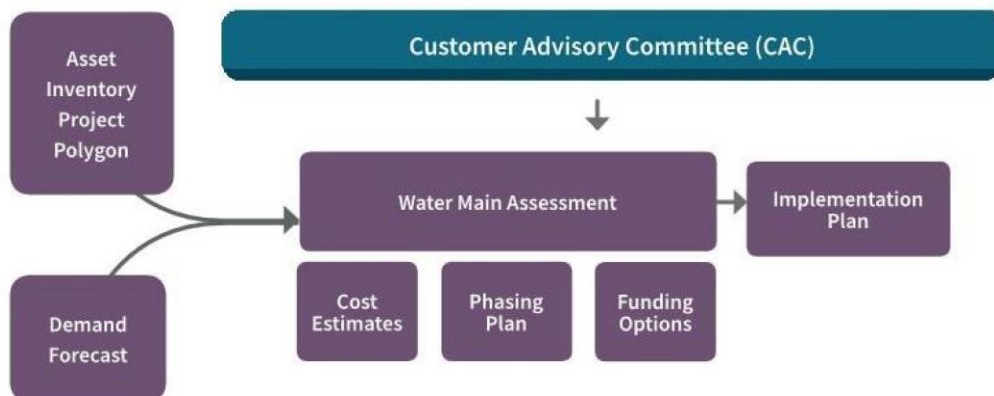 Customer Advisory Committee (CAC)
Asset
Inventory
Project
Polygon
Water Main Assessment
Implementation
Plan
Demand
Forecast
Cost
Estimates
Phasing
Plan
Funding
Options